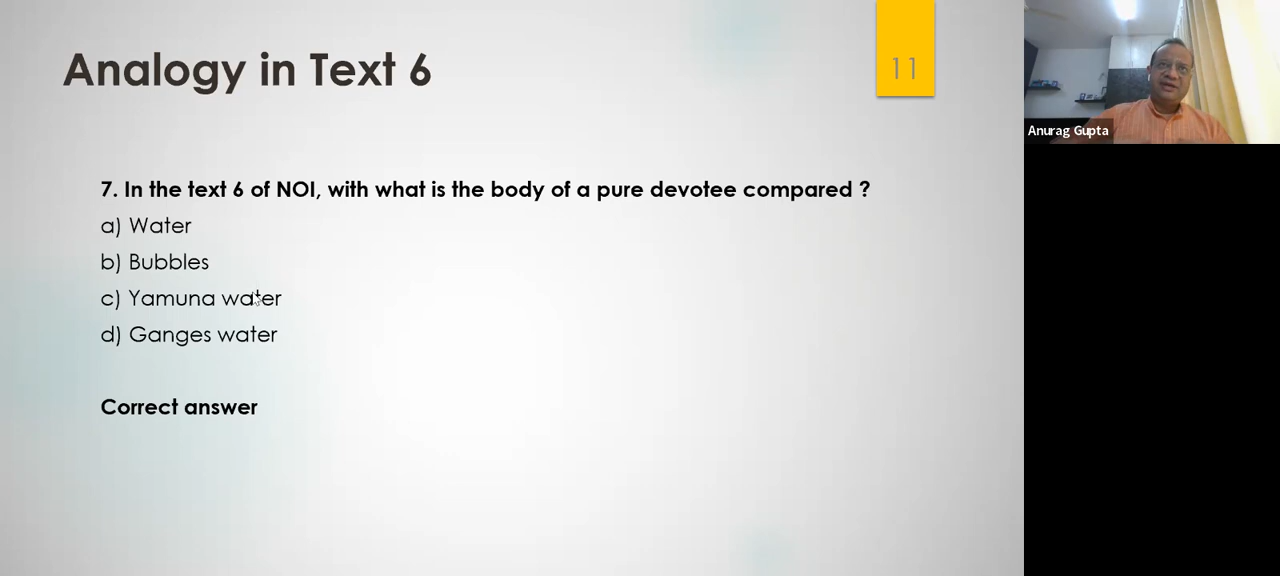 Analogy in Text 6
11
7. In the text 6 of NOI, with what is the body of a pure devotee compared ?
a) Water
b) Bubbles
c) Yamuna water
d) Ganges water
Correct answer
Anurag Gupta